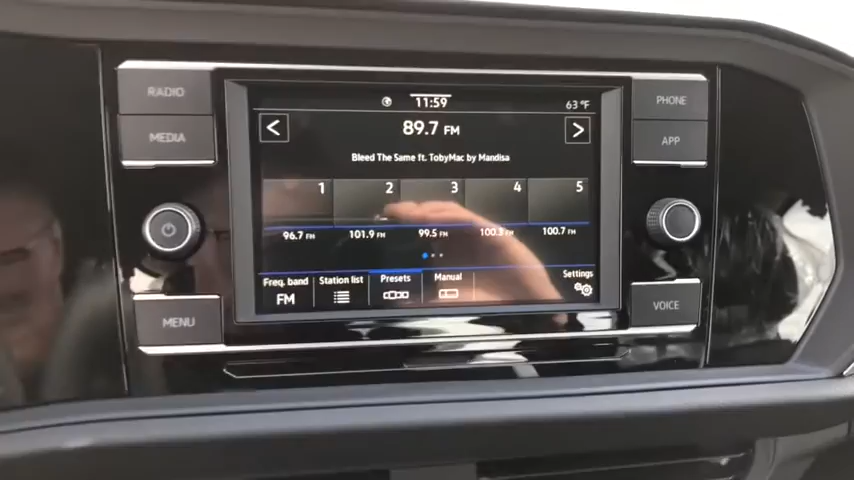 RADIO
MEDIA
11:59
63 °F
89.7 FM
Bleed The Same ft. TobyMac by Mandisa
1 2 3 4 5
96.7 FM 101.9 FM 99.5 FM 100.3 FM 100.7 FM
Freq. band Station list Presets Manual Settings
FM
PHONE
APP
MENU
VOICE